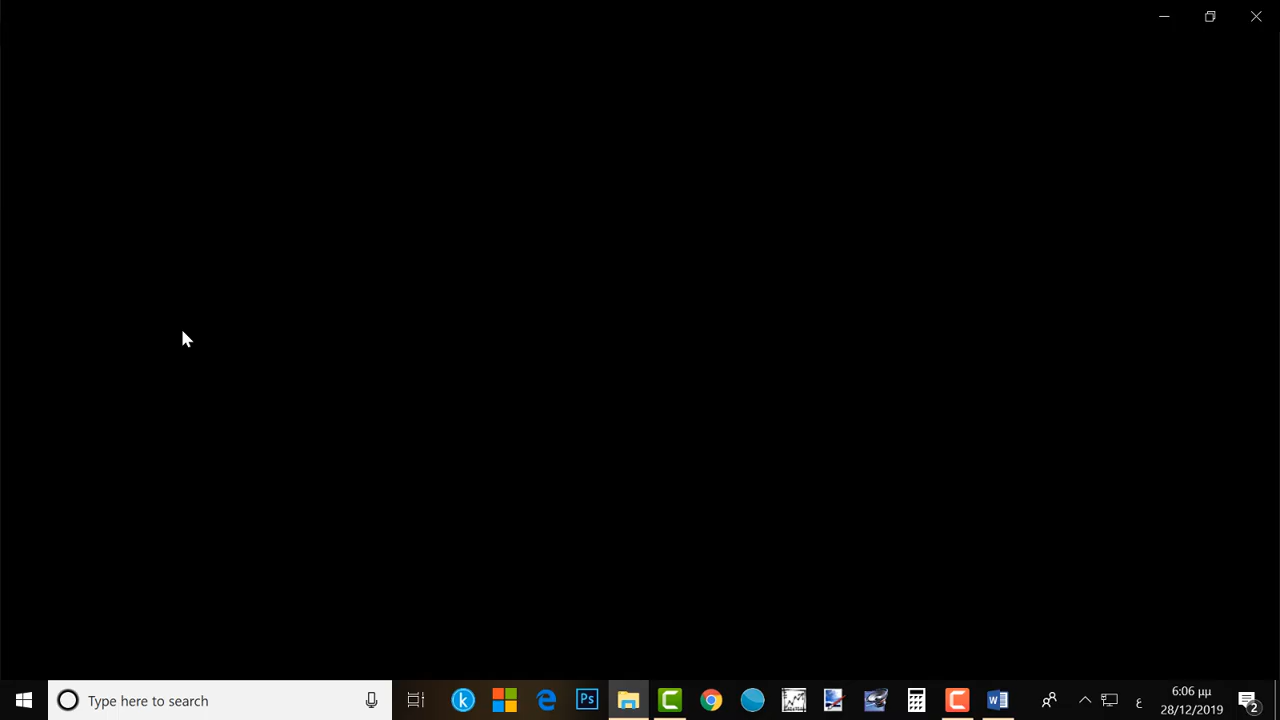 Type here to search
k
Ps
W
ع
6:06 μμ
28/12/2019
2